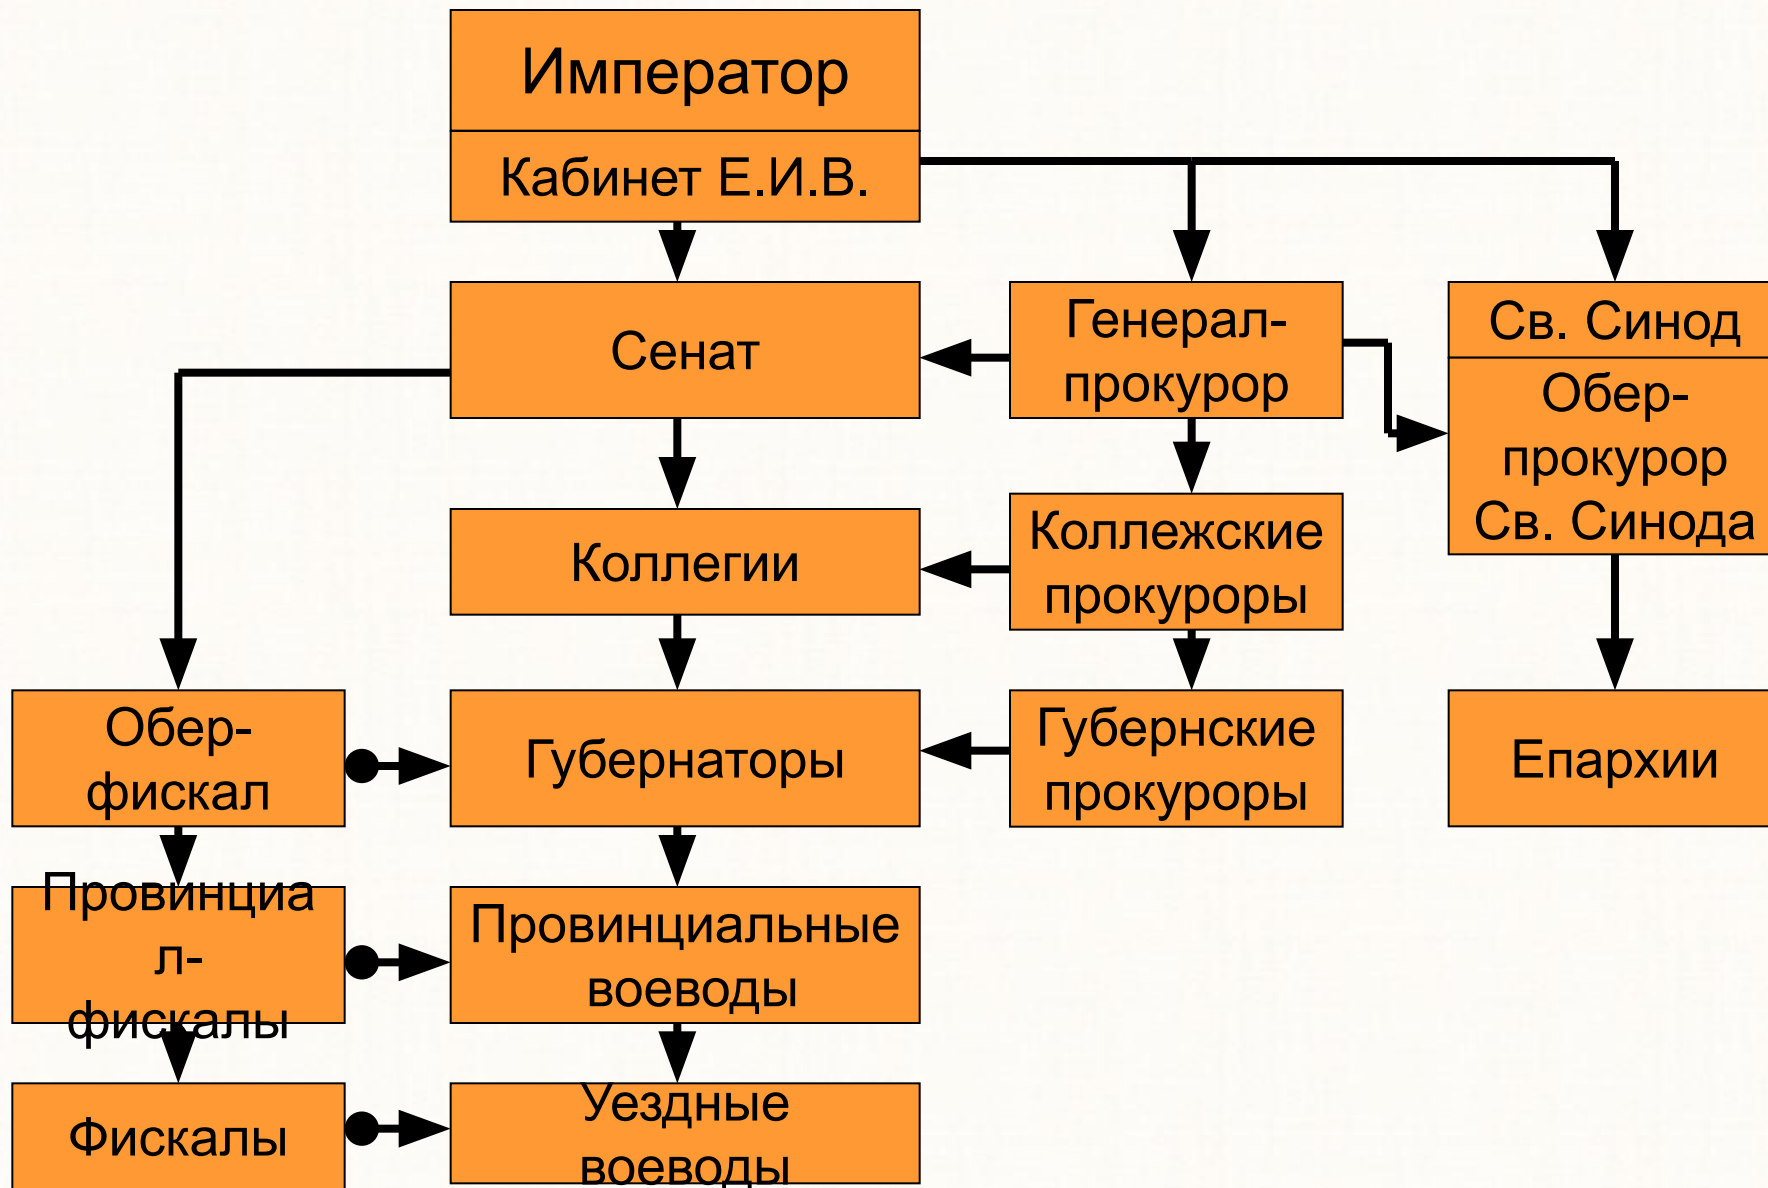 Император
Кабинет Е.И.В.
Сенат
Генерал-
прокурор
Св. Синод
Обер-
прокурор
Св. Синода
Коллегии
Коллежские
прокуроры
Обер-
фискал
Губернаторы
Губернские
прокуроры
Епархии
Провинциа
л-
фискалы
Провинциальные
воеводы
Фискалы
Уездные
воеводы